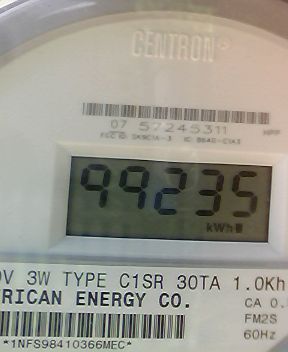 CENTRON®
07 57245311
99235
kWh
V 3W TYPE C1SR 30TA 1.0Kh
RICAN ENERGY CO.
CA 0.
FM2S
60Hz
*1NFS98410366MEC*